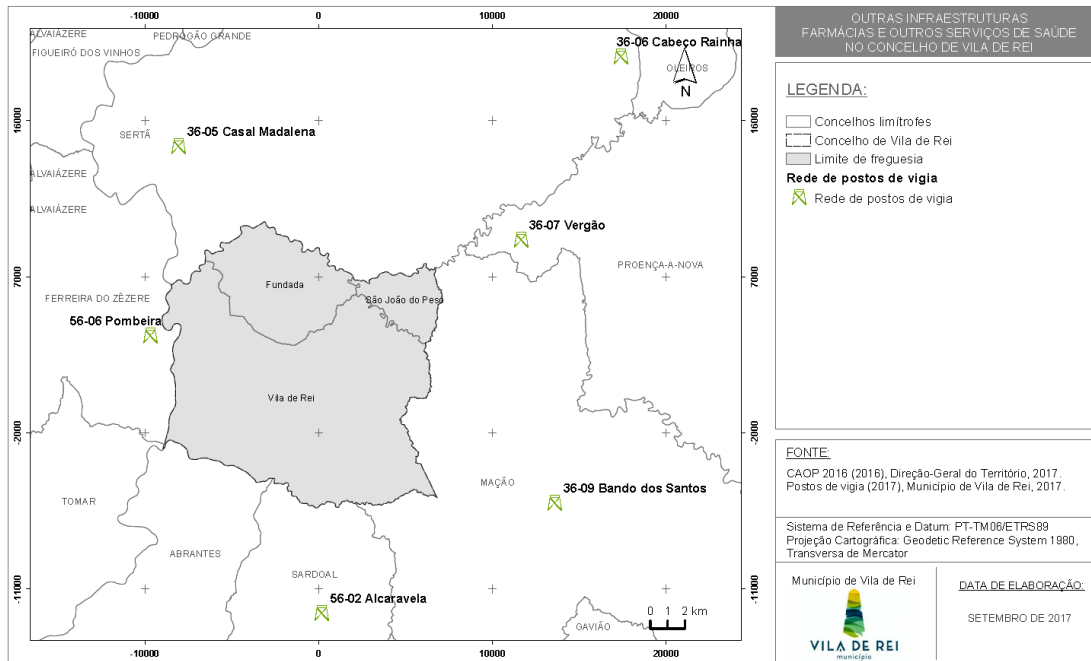 -10000
0
10000
20000
ALVAIÁZERE
PEDROGÃO GRANDE
FIGUEIRÓ DOS VINHOS
36-06 Cabeço Rainha
OLEIROS
N
16000
16000
SERTÃ
36-05 Casal Madalena
ALVAIÁZERE
ALVAIÁZERE
36-07 Vergão
PROENÇA-A-NOVA
7000
7000
Fundada
São João do Peso
FERREIRA DO ZÊZERE
56-06 Pombeira
Vila de Rei
-2000
-2000
TOMAR
MAÇÃO
36-09 Bando dos Santos
ABRANTES
SARDOAL
56-02 Alcaravela
-11000
-11000
GAVIÃO
0 1 2 km
-10000
0
10000
20000
OUTRAS INFRAESTRUTURAS
FARMÁCIAS E OUTROS SERVIÇOS DE SAÚDE
NO CONCELHO DE VILA DE REI
LEGENDA:
Concelhos limítrofes
Concelho de Vila de Rei
Limite de freguesia
Rede de postos de vigia
Rede de postos de vigia
FONTE:
CAOP 2016 (2016), Direção-Geral do Território, 2017.
Postos de vigia (2017), Município de Vila de Rei, 2017.
Sistema de Referência e Datum: PT-TM06/ETRS89
Projeção Cartográfica: Geodetic Reference System 1980,
Transversa de Mercator
Município de Vila de Rei
VILA DE REI
município
DATA DE ELABORAÇÃO:
SETEMBRO DE 2017